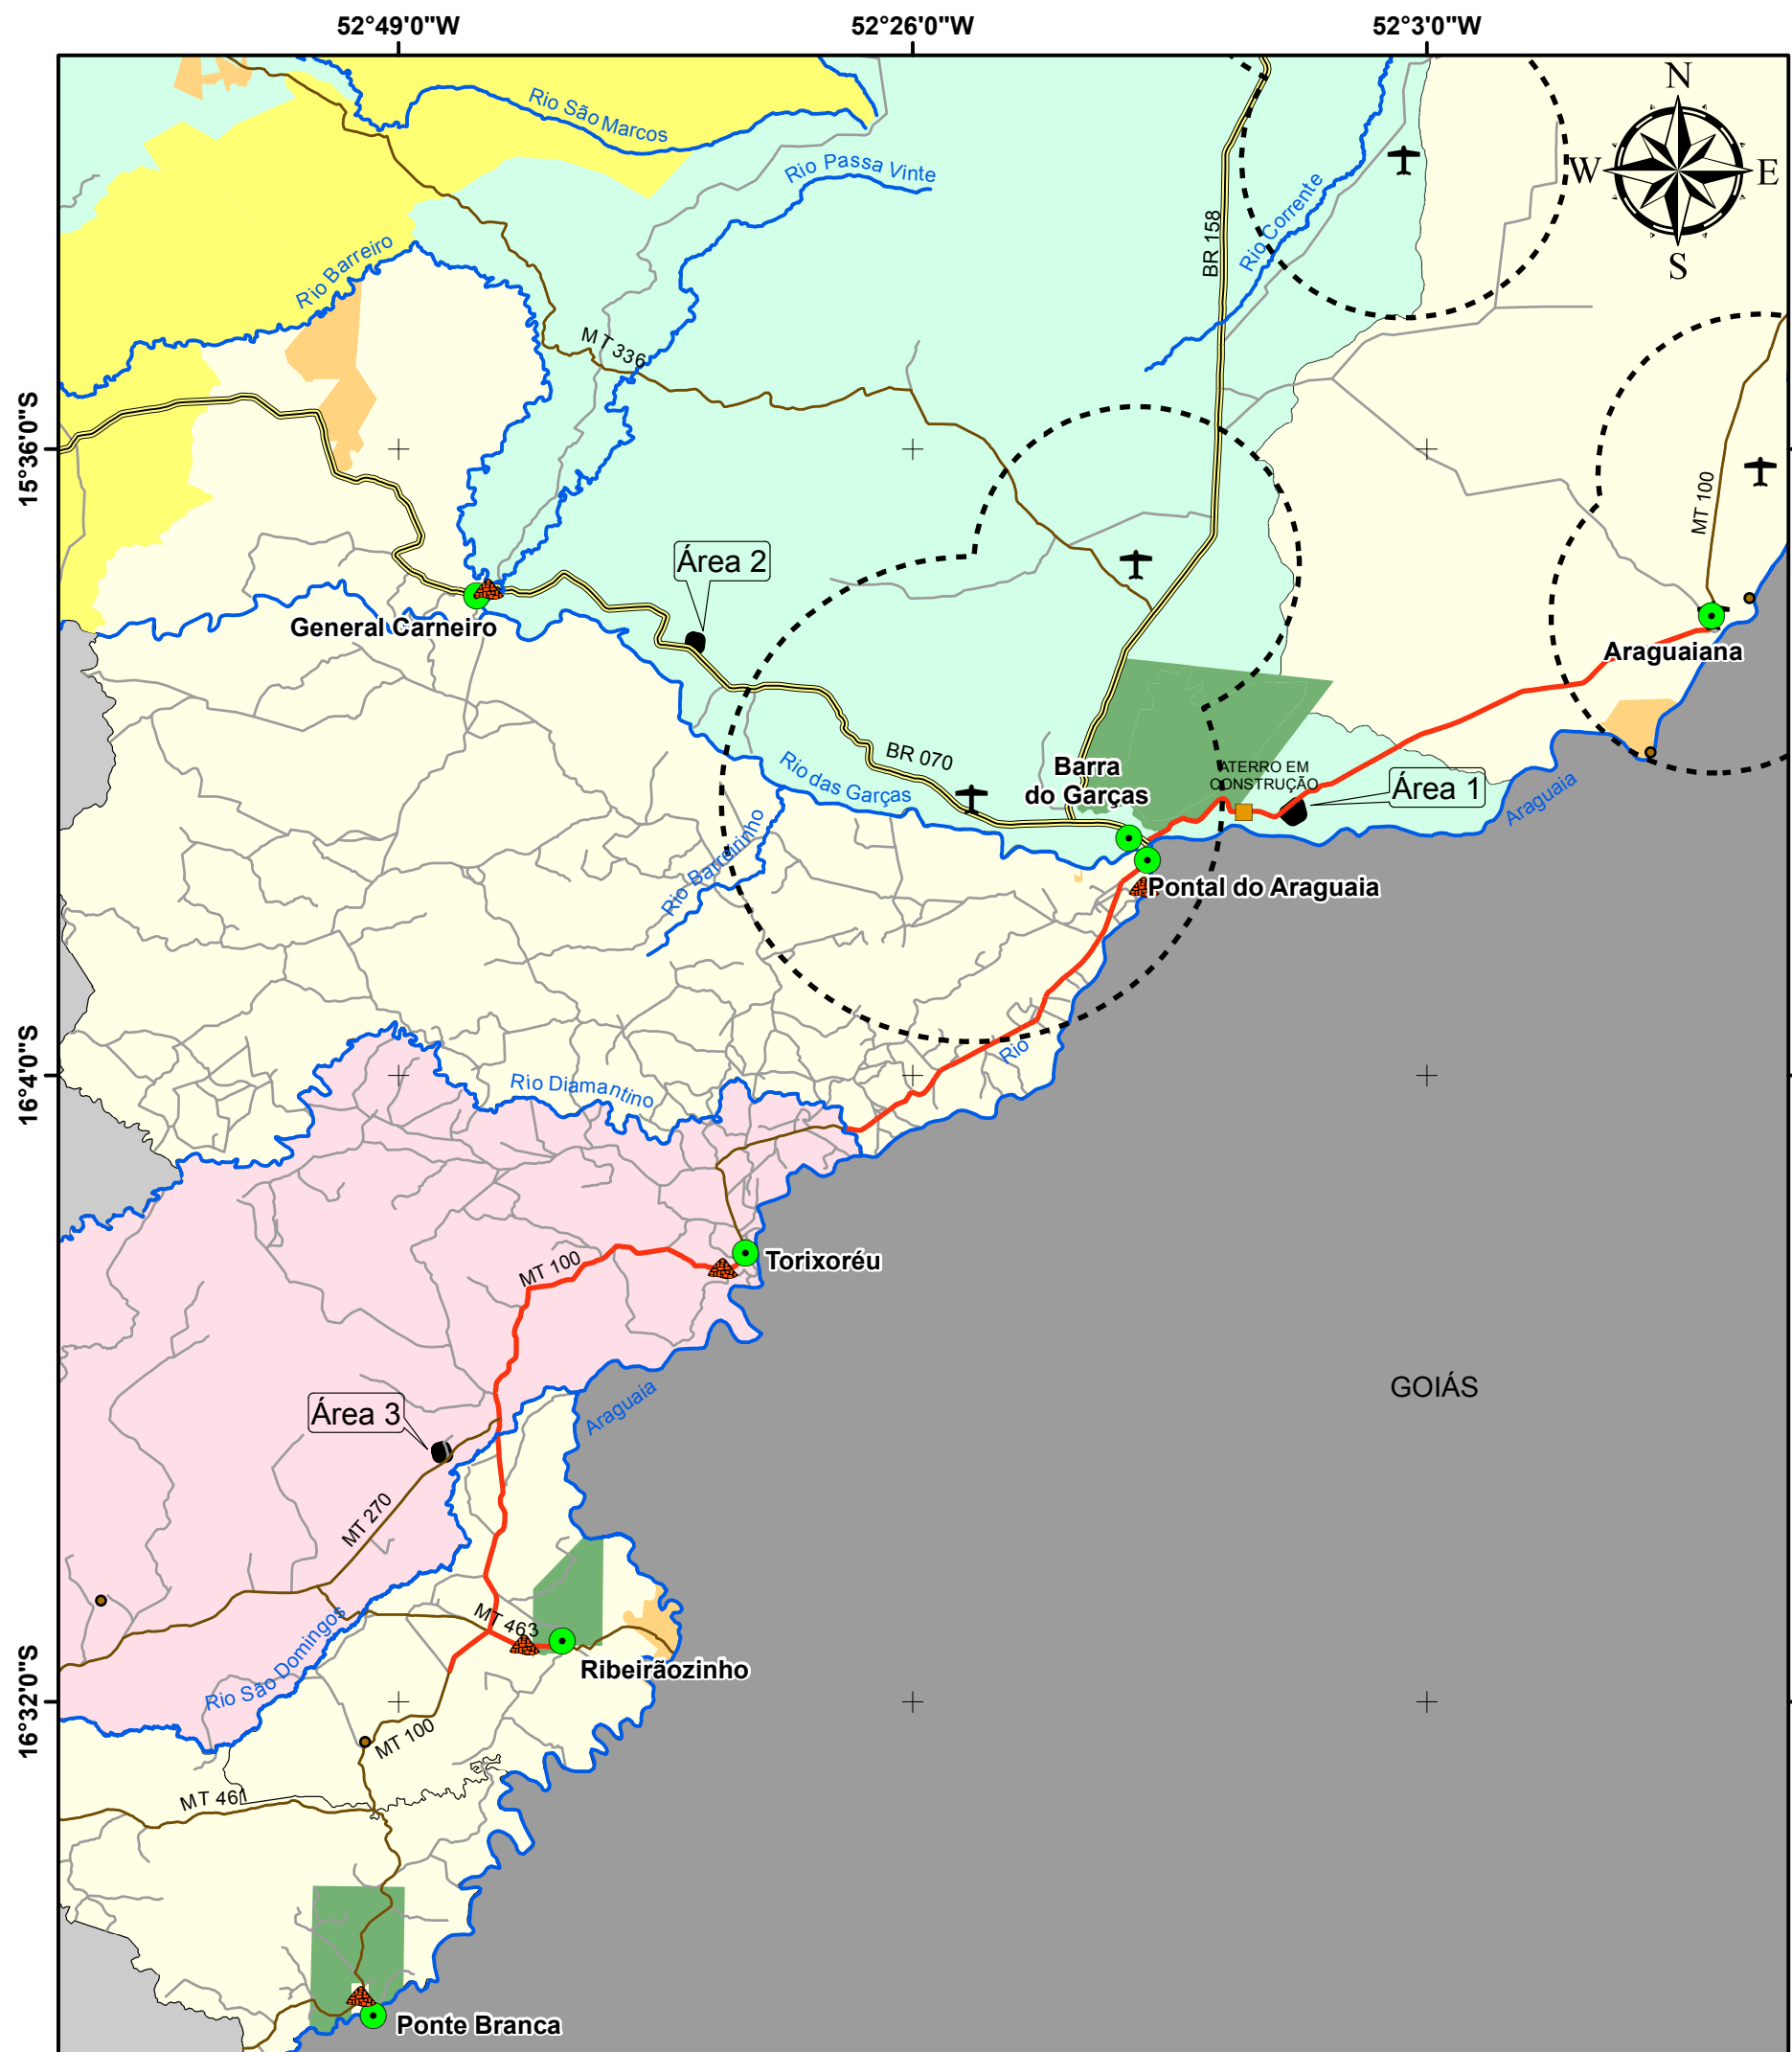 52°49'0"W
52°26'0"W
52°3'0"W
N
W
E
S
Rio São Marcos
Rio Passa Vinte
Rio Corrente
BR 158
Rio Barreiro
MT 336
15°36'0"S
MT 100
Área 2
General Carneiro
Araguaiana
BR 070
Rio das Garças
Barra
do Garças
ATERRO EM
CONSTRUÇÃO
Área 1
Araguaia
Rio Barreirinho
Pontal do Araguaia
Rio
16°4'0"S
Rio Diamantino
Torixoréu
MT 100
GOIÁS
Área 3
Araguaia
MT 270
MT 463
Ribeirãozinho
Rio São Domingos
16°32'0"S
MT 100
MT 461
Ponte Branca